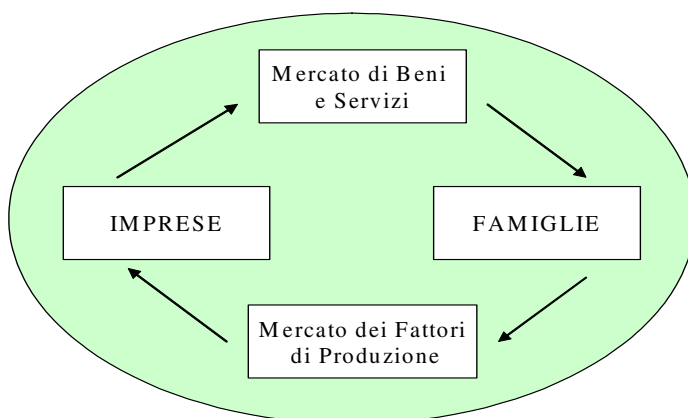 Mercato di Beni
e Servizi
IMPRESE
FAMIGLIE
Mercato dei Fattori
di Produzione